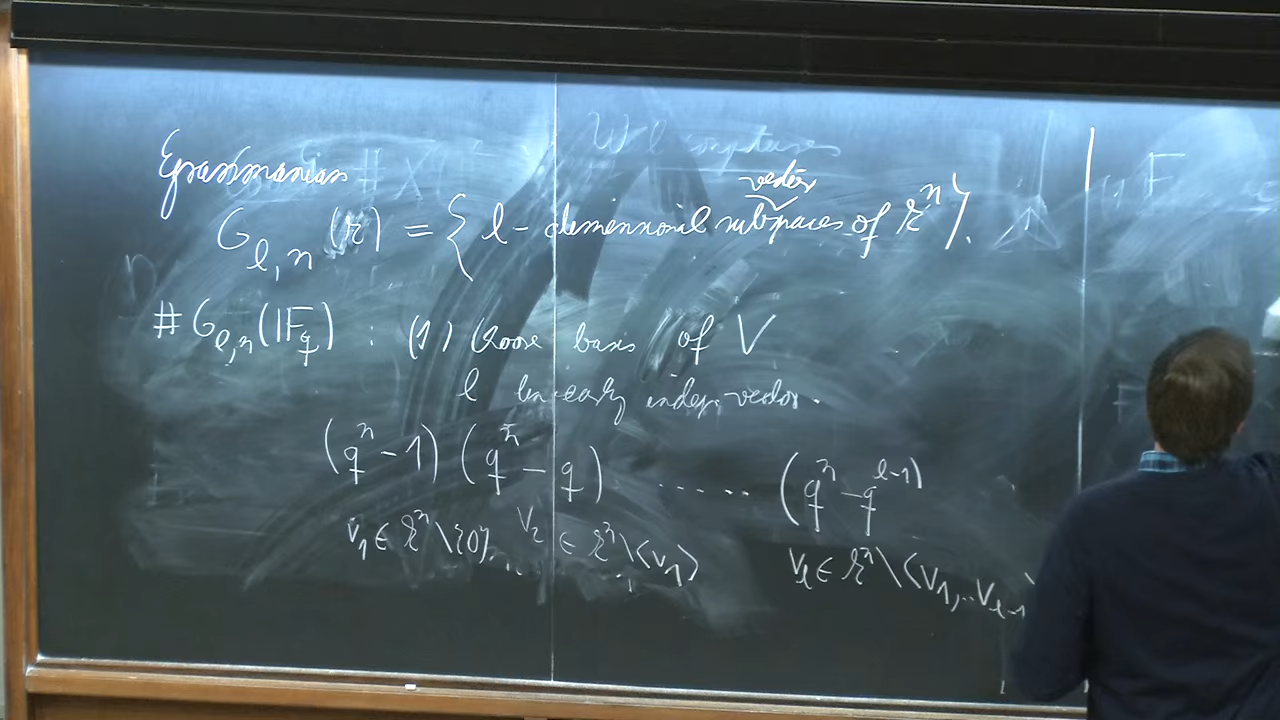 Grassmanian
vector
G_{l,n}(k) = { l-dimensional subspaces of k^n }.
# G_{l,n}(𝔽_q) : (1) Choose basis of V
l linearly indep. vector.
(q^n - 1) (q^n - q) ...... (q^n - q^{l-1})
v_1 ∈ k^n \ {0}, v_2 ∈ k^n \ <v_1> v_l ∈ k^n \ <v_1, .. v_{l-1}